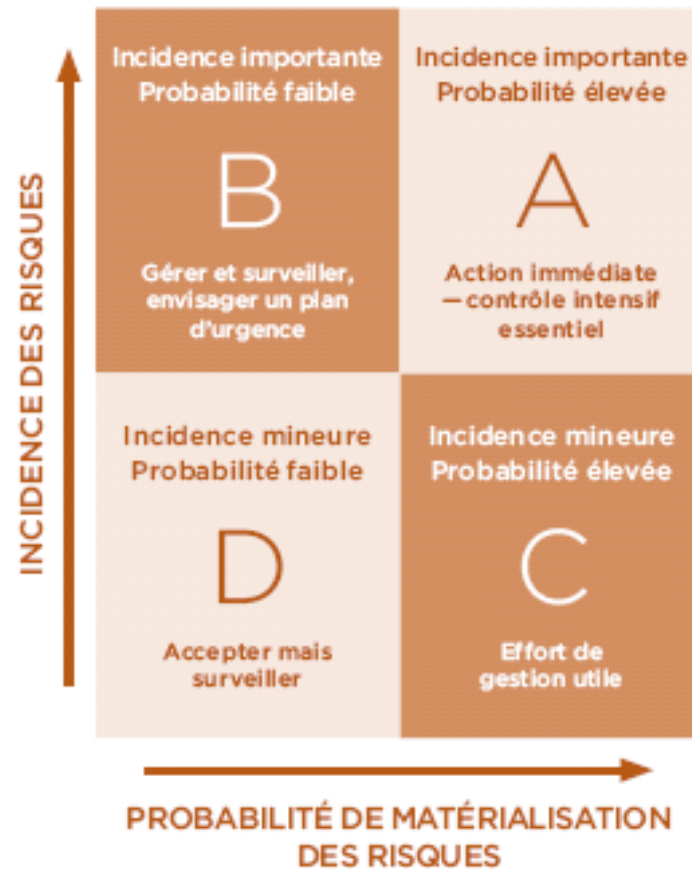 INCIDENCE DES RISQUES
Incidence importante
Probabilité faible
B
Gérer et surveiller,
envisager un plan
d'urgence
Incidence importante
Probabilité élevée
A
Action immédiate
— contrôle intensif
essentiel
Incidence mineure
Probabilité faible
D
Accepter mais
surveiller
Incidence mineure
Probabilité élevée
C
Effort de
gestion utile
PROBABILITÉ DE MATÉRIALISATION
DES RISQUES